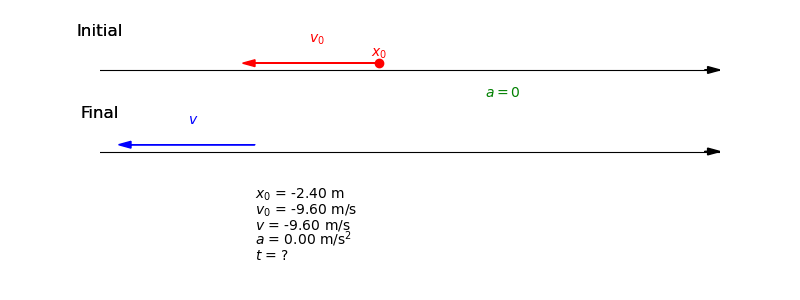 Initial
v₀
x₀
a = 0
Final
v
x₀ = -2.40 m
v₀ = -9.60 m/s
v = -9.60 m/s
a = 0.00 m/s²
t = ?